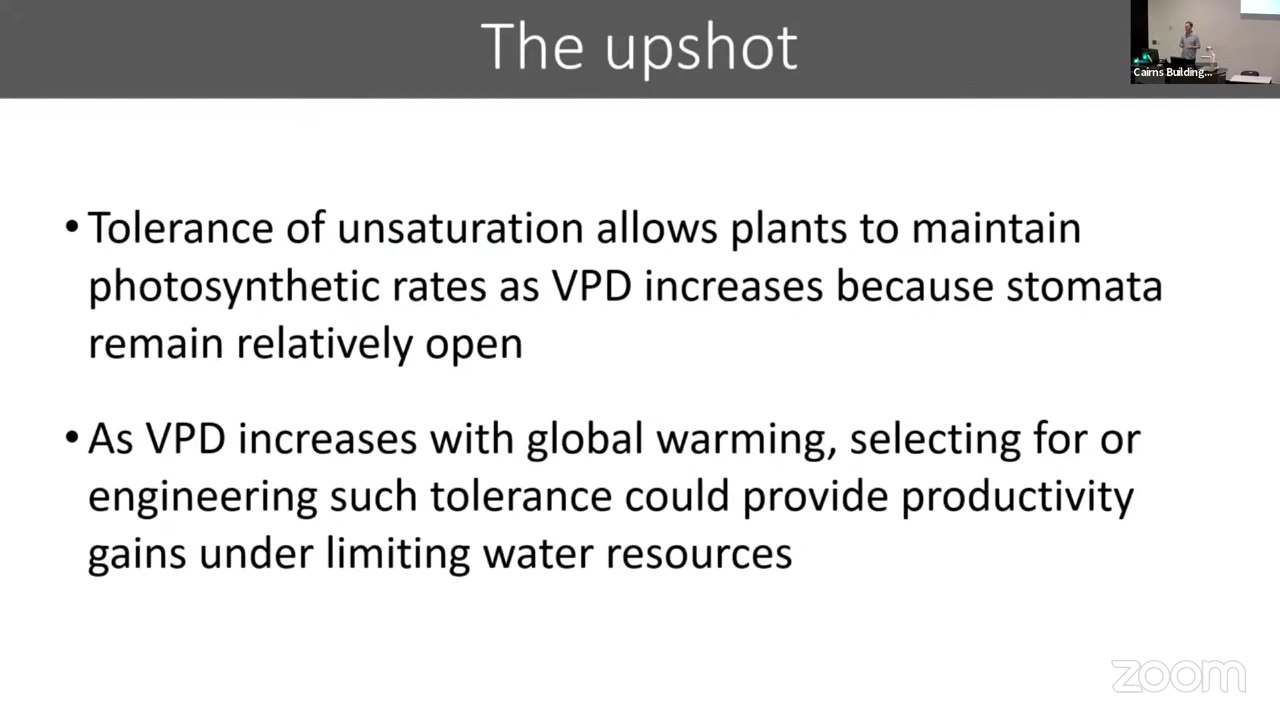 The upshot
Cairns Building...
• Tolerance of unsaturation allows plants to maintain
photosynthetic rates as VPD increases because stomata
remain relatively open
• As VPD increases with global warming, selecting for or
engineering such tolerance could provide productivity
gains under limiting water resources
zoom